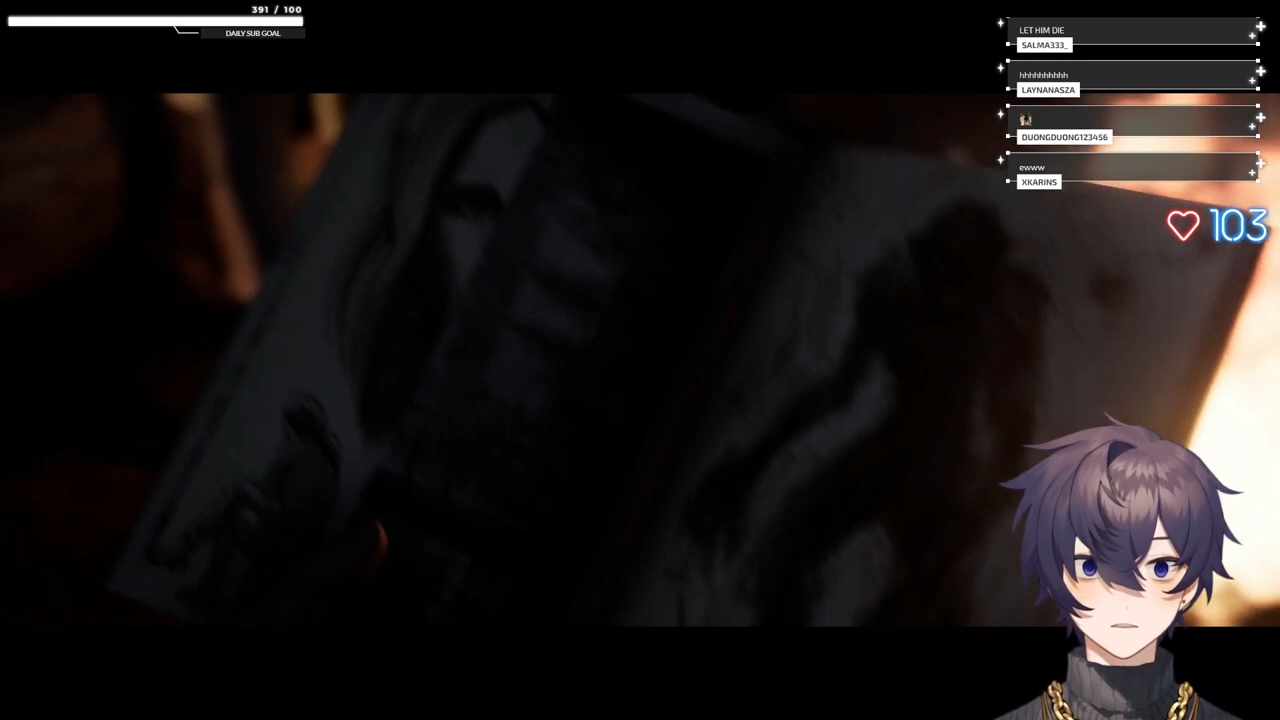 391 / 100
DAILY SUB GOAL
LET HIM DIE
SALMA333_
hhhhhhhhhh
LAYNANASZA
DUONGDUONG123456
ewww
XKARINS
103